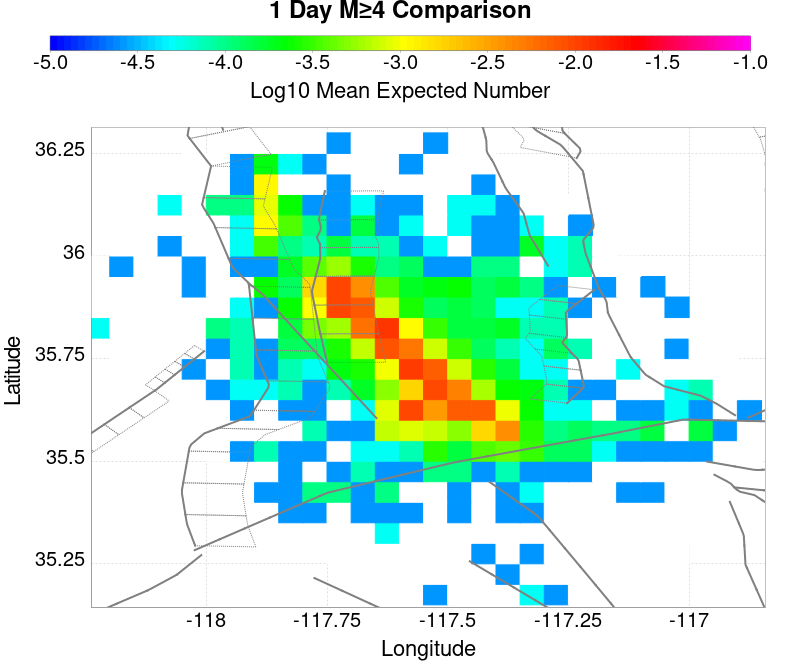 1 Day M≥4 Comparison
-5.0 -4.5 -4.0 -3.5 -3.0 -2.5 -2.0 -1.5 -1.0
Log10 Mean Expected Number
36.25
36
35.75
35.5
35.25
Latitude
-118 -117.75 -117.5 -117.25 -117
Longitude